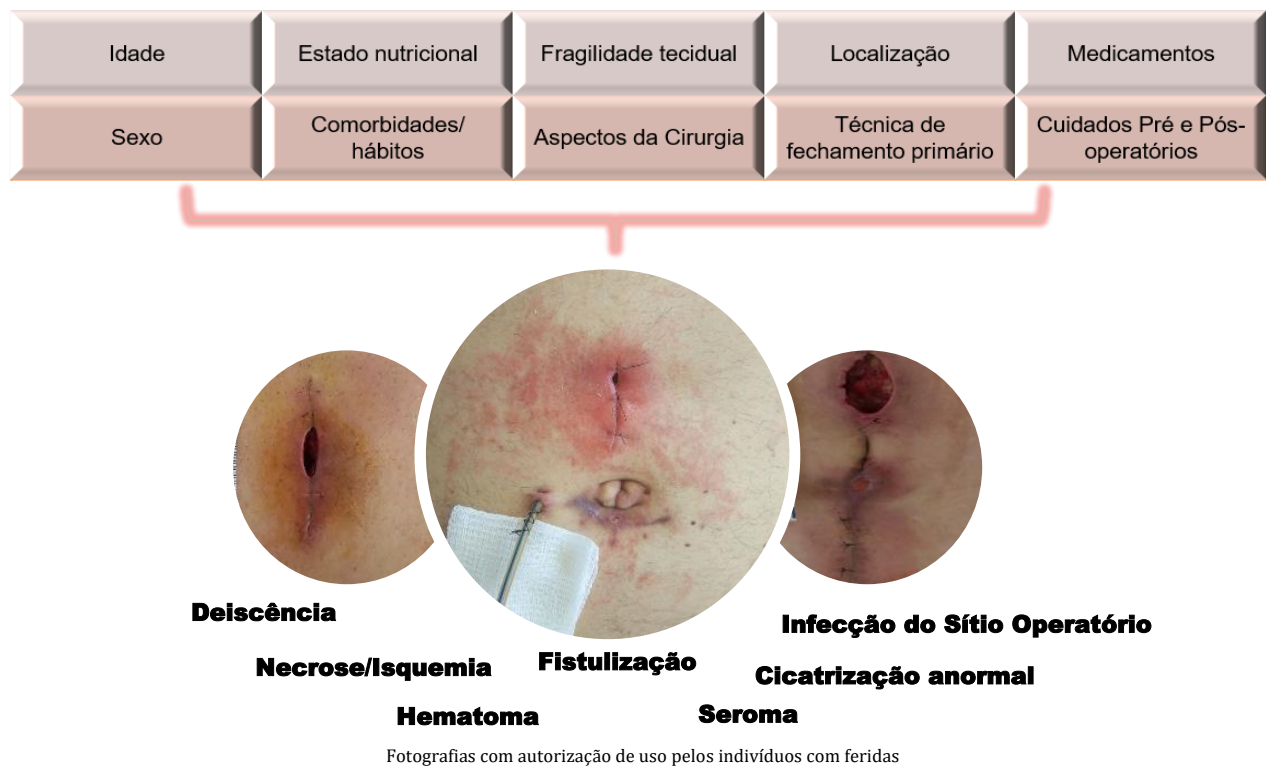 Idade
Estado nutricional
Fragilidade tecidual
Localização
Medicamentos
Sexo
Comorbidades/
hábitos
Aspectos da Cirurgia
Técnica de
fechamento primário
Cuidados Pré e Pós-
operatórios
Deiscência
Infecção do Sítio Operatório
Necrose/Isquemia
Fistulização
Cicatrização anormal
Hematoma
Seroma
Fotografias com autorização de uso pelos indivíduos com feridas